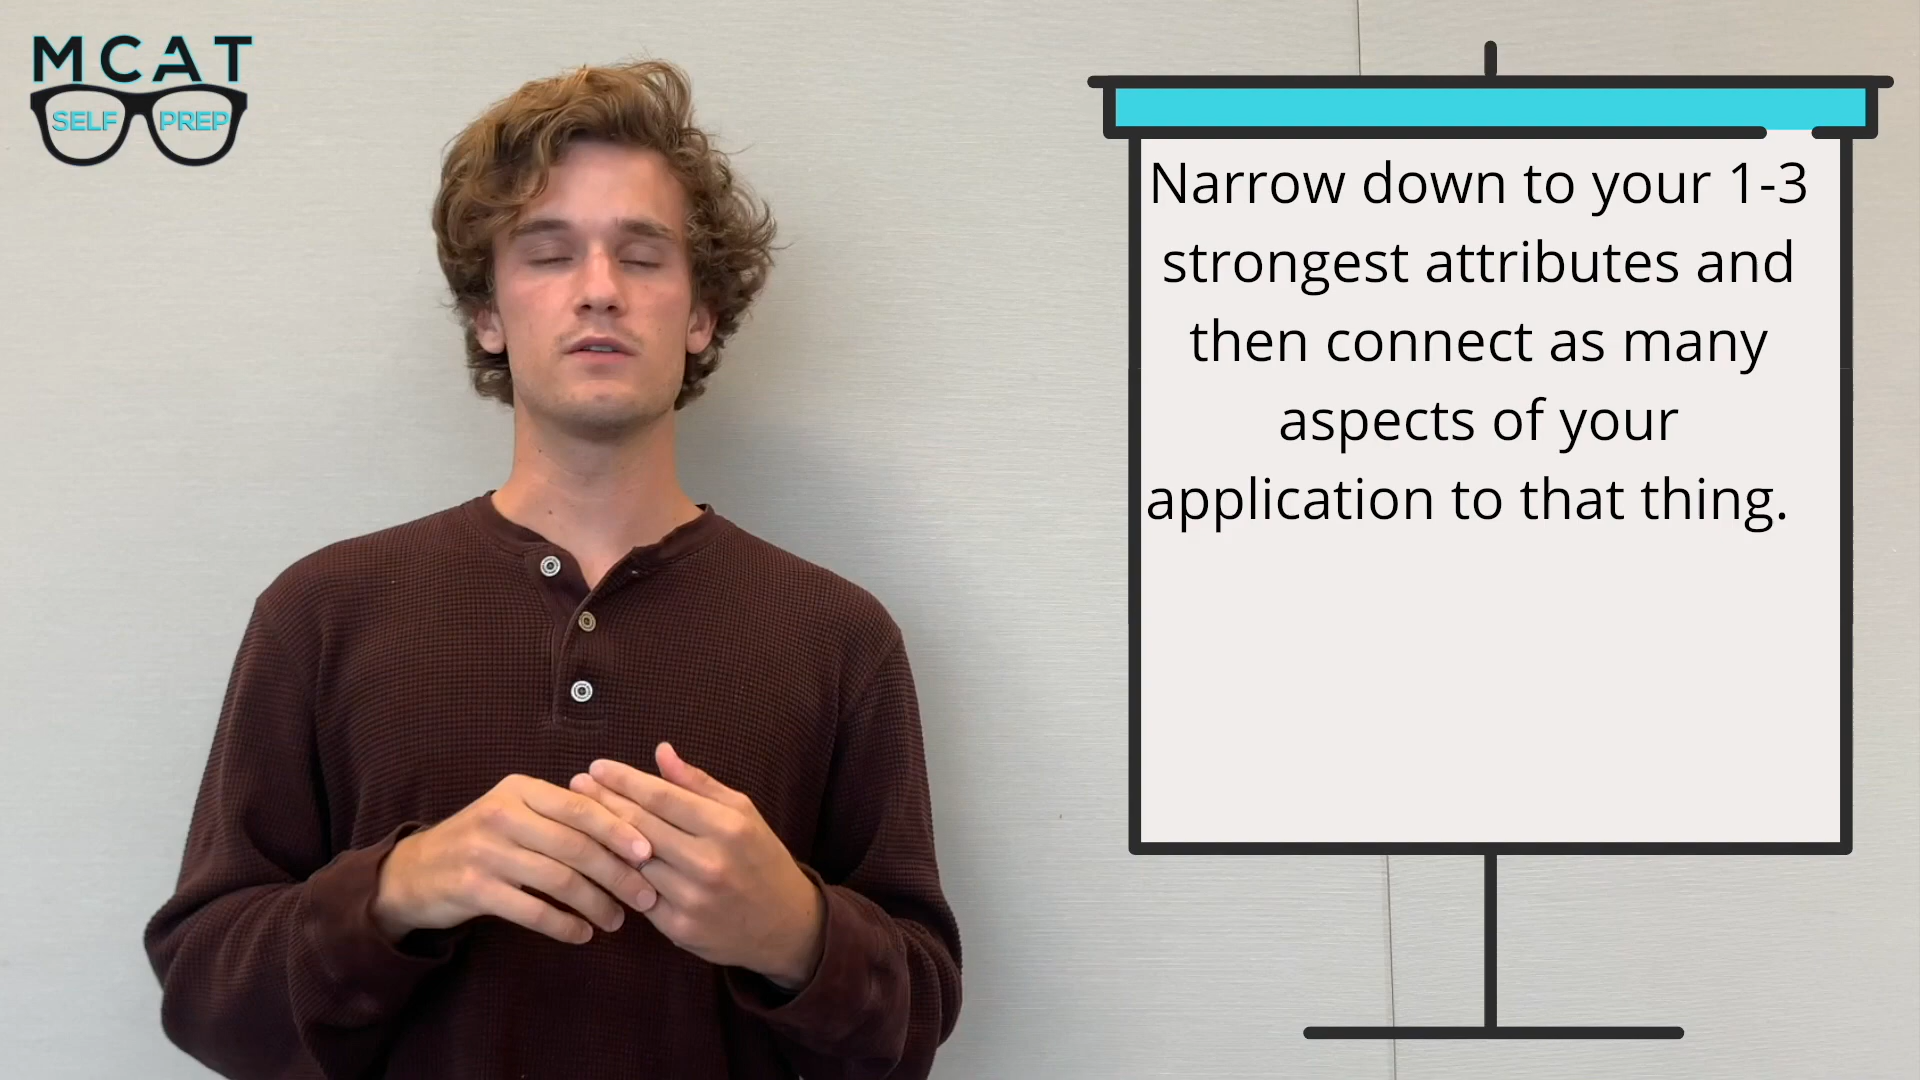 MCAT
SELF PREP
Narrow down to your 1-3
strongest attributes and
then connect as many
aspects of your
application to that thing.